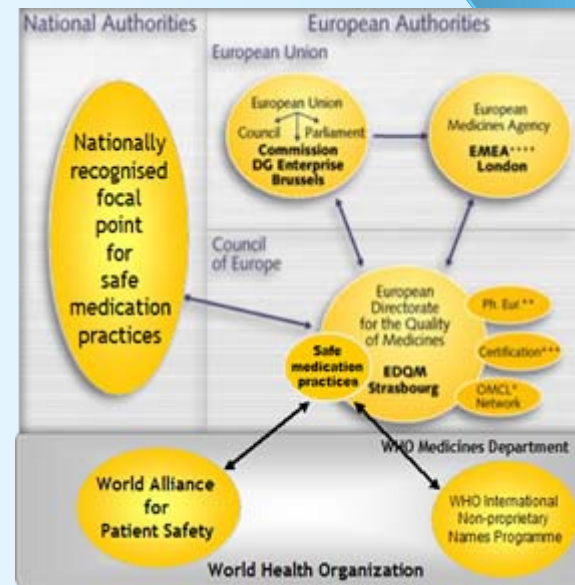 National Authorities
European Authorities
European Union
Nationally
recognised
focal
point
for
safe
medication
practices
European Union
Council Parliament
Commission
DG Enterprise
Brussels
European
Medicines Agency
EMEA****
London
Council
of Europe
European
Directorate
for the Quality
of Medicines
EDQM
Strasbourg
Safe
medication
practices
Ph. Eur.**
Certification***
OMCL*
Network
WHO Medicines Department
World Alliance
for
Patient Safety
WHO International
Non-proprietary
Names Programme
World Health Organization